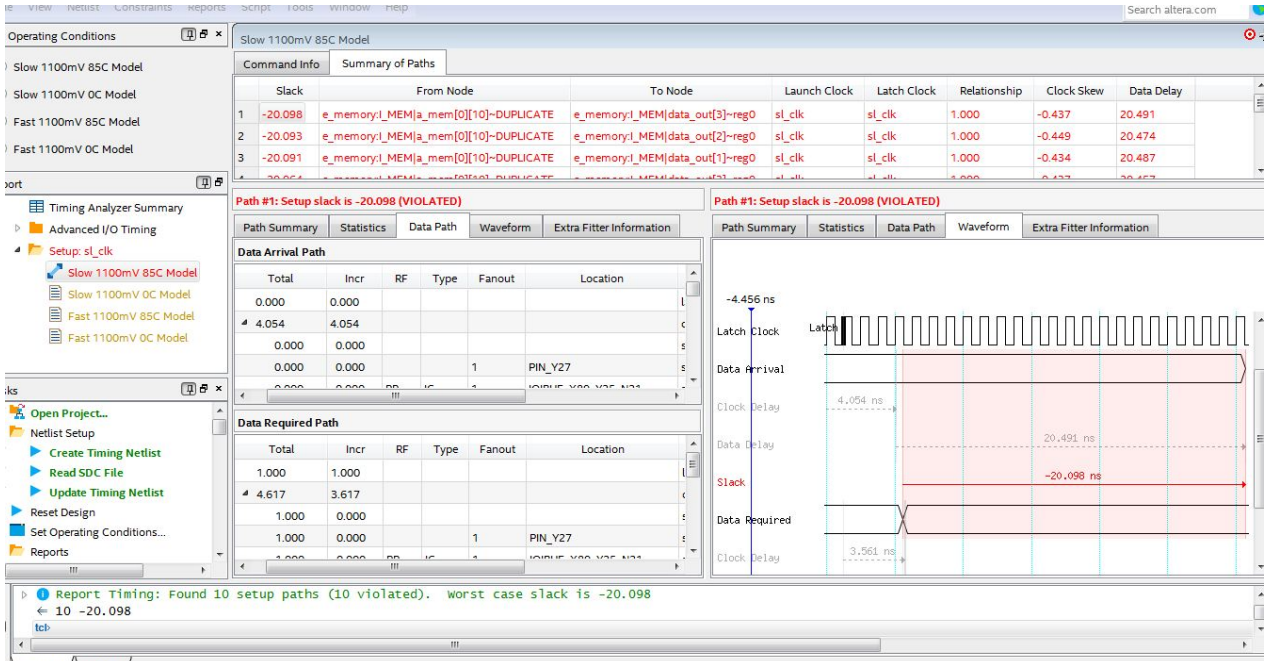 View Netlist Constraints Reports Script Tools Window Help
Search altera.com
Operating Conditions
Slow 1100mV 85C Model
Slow 1100mV 0C Model
Fast 1100mV 85C Model
Fast 1100mV 0C Model
Timing Analyzer Summary
Advanced I/O Timing
Setup: sl_clk
Slow 1100mV 85C Model
Slow 1100mV 0C Model
Fast 1100mV 85C Model
Fast 1100mV 0C Model
Open Project...
Netlist Setup
Create Timing Netlist
Read SDC File
Update Timing Netlist
Reset Design
Set Operating Conditions...
Reports
Slow 1100mV 85C Model
Command Info Summary of Paths
Slack From Node To Node Launch Clock Latch Clock Relationship Clock Skew Data Delay
1 -20.098 e_memory:I_MEM|a_mem[0][10]~DUPLICATE e_memory:I_MEM|data_out[3]~reg0 sl_clk sl_clk 1.000 -0.437 20.491
2 -20.093 e_memory:I_MEM|a_mem[0][10]~DUPLICATE e_memory:I_MEM|data_out[2]~reg0 sl_clk sl_clk 1.000 -0.449 20.474
3 -20.091 e_memory:I_MEM|a_mem[0][10]~DUPLICATE e_memory:I_MEM|data_out[1]~reg0 sl_clk sl_clk 1.000 -0.434 20.487
Path #1: Setup slack is -20.098 (VIOLATED)
Path Summary Statistics Data Path Waveform Extra Fitter Information
Data Arrival Path
Total Incr RF Type Fanout Location
0.000 0.000
4.054 4.054
0.000 0.000
0.000 0.000 1 PIN_Y27
Data Required Path
Total Incr RF Type Fanout Location
1.000 1.000
4.617 3.617
1.000 0.000
1.000 0.000 1 PIN_Y27
Path #1: Setup slack is -20.098 (VIOLATED)
Path Summary Statistics Data Path Waveform Extra Fitter Information
-4.456 ns
Latch Clock Latch
Data Arrival
Clock Delay 4.054 ns
Data Delay 20.491 ns
Slack -20.098 ns
Data Required
Clock Delay 3.561 ns
Report Timing: Found 10 setup paths (10 violated). Worst case slack is -20.098
10 -20.098
tcl>